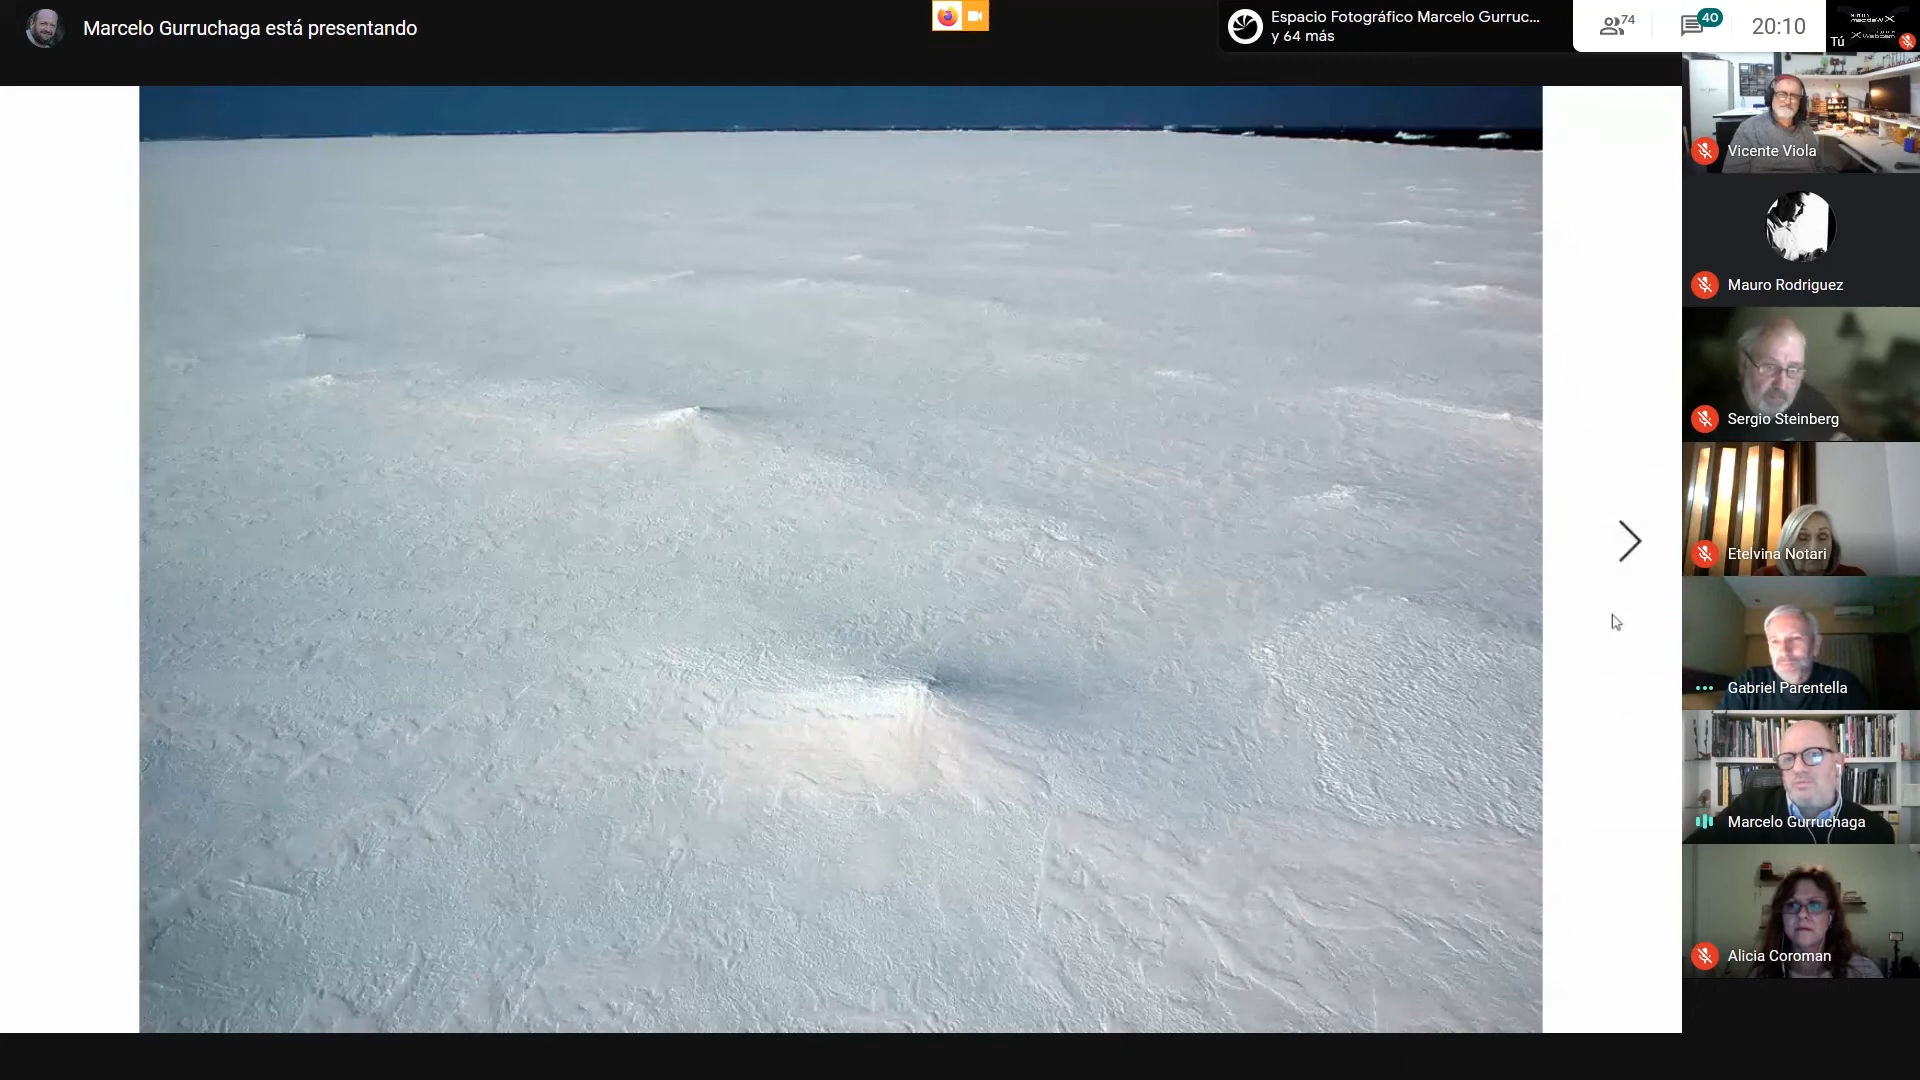 Marcelo Gurruchaga está presentando
Espacio Fotográfico Marcelo Gurruc...
y 64 más
74
40
20:10
Tú
Vicente Viola
Mauro Rodriguez
Sergio Steinberg
Etelvina Notari
Gabriel Parentella
Marcelo Gurruchaga
Alicia Coroman